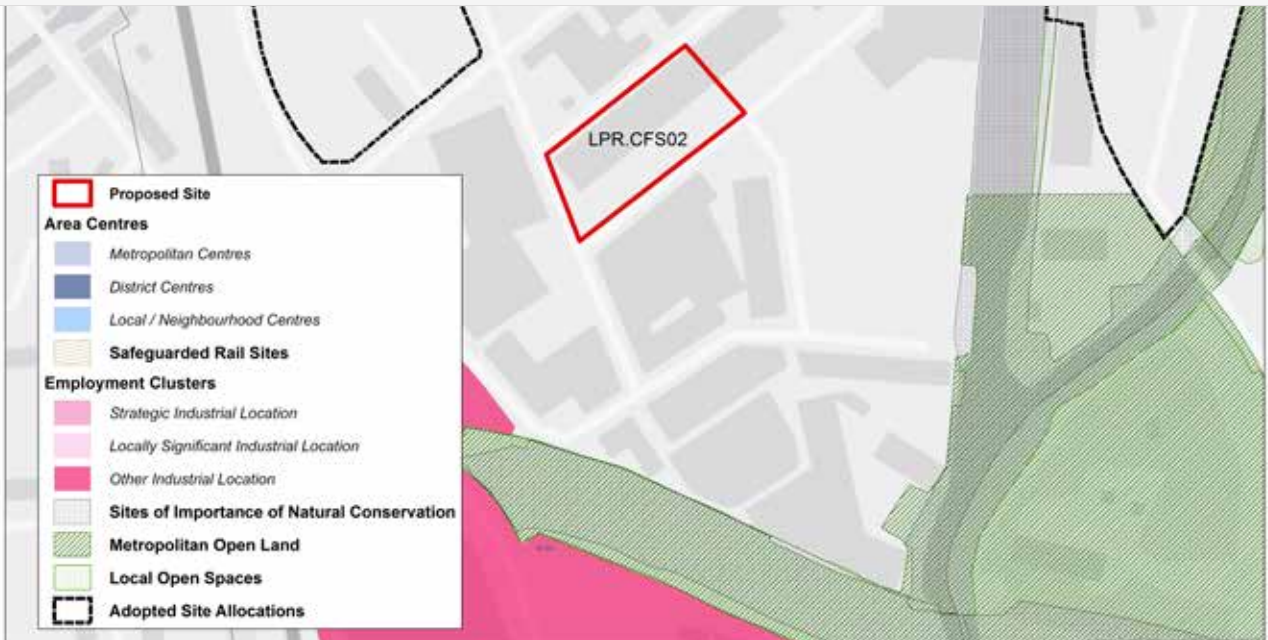 LPR.CFS02
Proposed Site
Area Centres
Metropolitan Centres
District Centres
Local / Neighbourhood Centres
Safeguarded Rail Sites
Employment Clusters
Strategic Industrial Location
Locally Significant Industrial Location
Other Industrial Location
Sites of Importance of Natural Conservation
Metropolitan Open Land
Local Open Spaces
Adopted Site Allocations